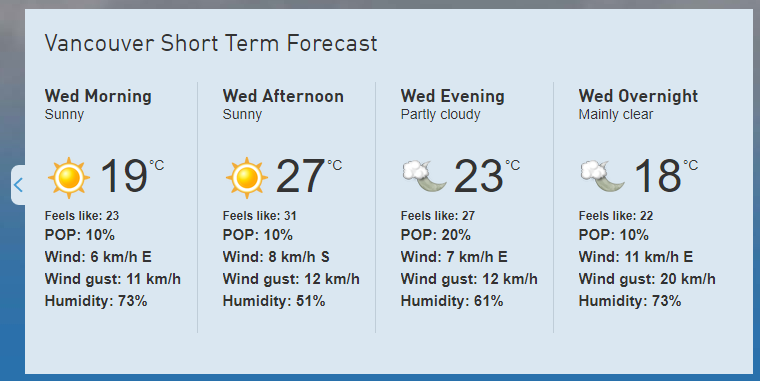 Vancouver Short Term Forecast
Wed Morning
Sunny
19°C
Feels like: 23
POP: 10%
Wind: 6 km/h E
Wind gust: 11 km/h
Humidity: 73%
Wed Afternoon
Sunny
27°C
Feels like: 31
POP: 10%
Wind: 8 km/h S
Wind gust: 12 km/h
Humidity: 51%
Wed Evening
Partly cloudy
23°C
Feels like: 27
POP: 20%
Wind: 7 km/h E
Wind gust: 12 km/h
Humidity: 61%
Wed Overnight
Mainly clear
18°C
Feels like: 22
POP: 10%
Wind: 11 km/h E
Wind gust: 20 km/h
Humidity: 73%